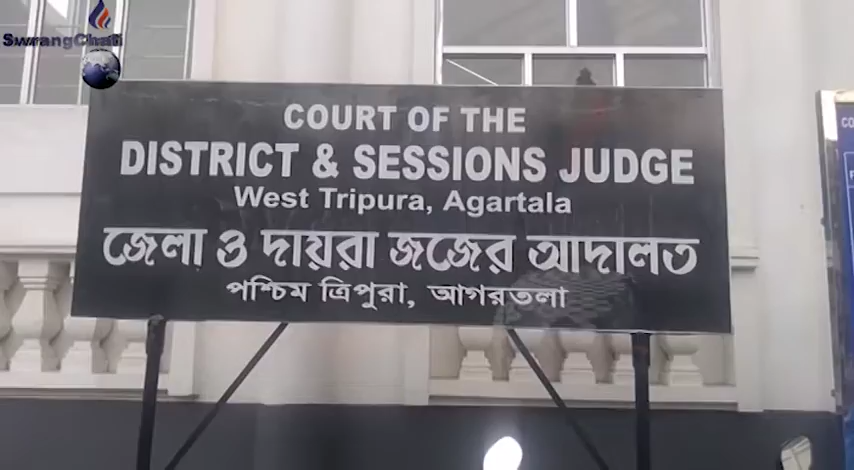 SwrangChati
COURT OF THE
DISTRICT & SESSIONS JUDGE
West Tripura, Agartala
জেলা ও দায়রা জজের আদালত
পশ্চিম ত্রিপুরা, আগরতলা